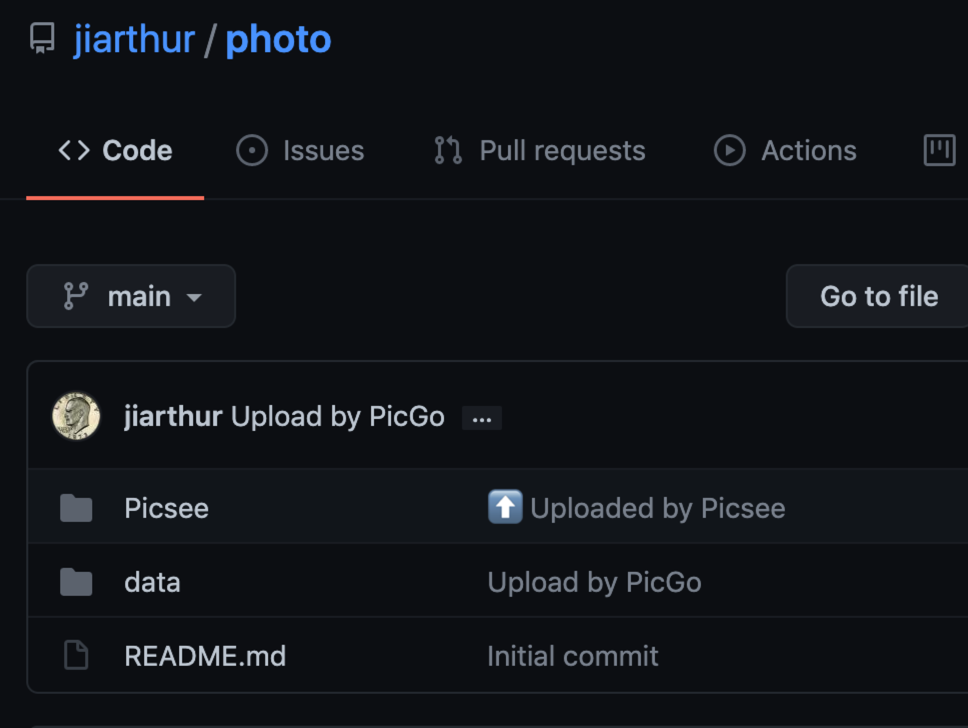 jiarthur / photo
Code Issues Pull requests Actions
main Go to file
jiarthur Upload by PicGo ...
Picsee Uploaded by Picsee
data Upload by PicGo
README.md Initial commit